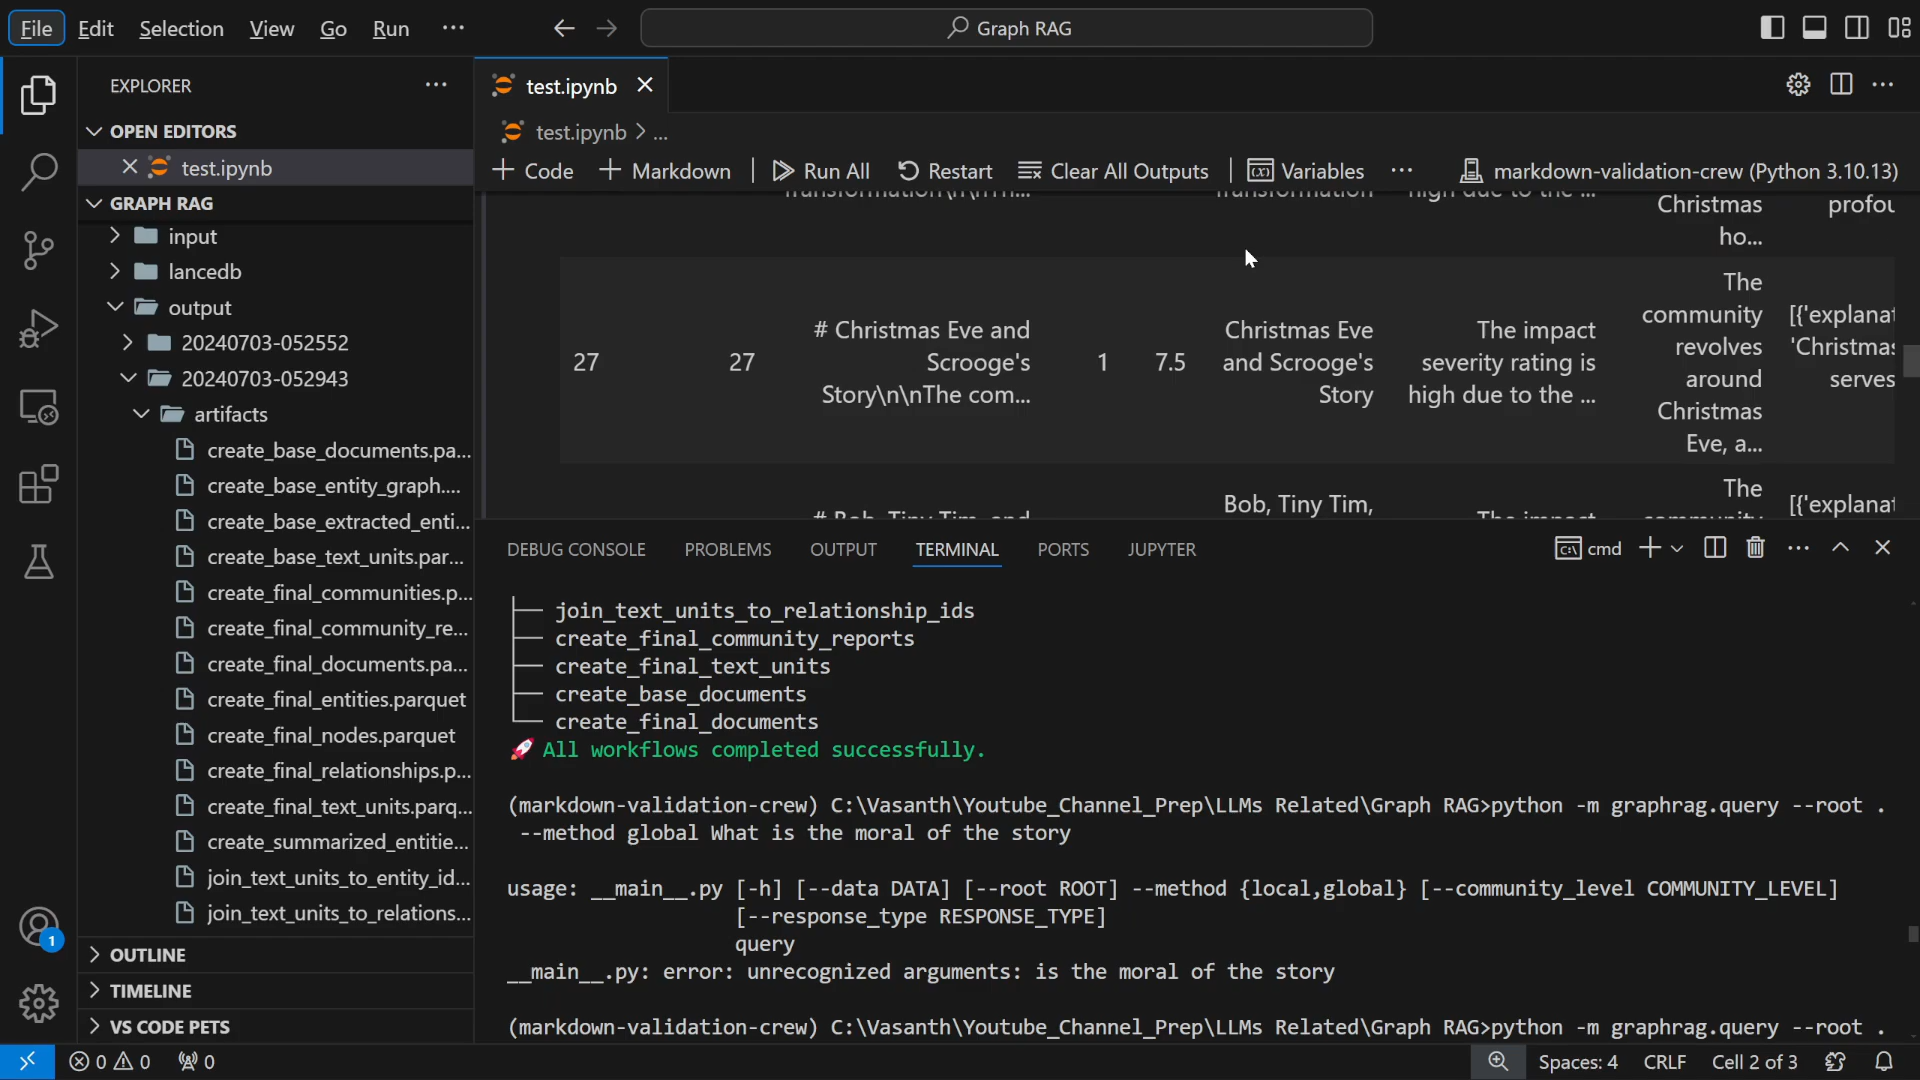 File Edit Selection View Go Run ···
Graph RAG
EXPLORER ···
OPEN EDITORS
test.ipynb
GRAPH RAG
input
lancedb
output
20240703-052552
20240703-052943
artifacts
create_base_documents.pa...
create_base_entity_graph....
create_base_extracted_enti...
create_base_text_units.par...
create_final_communities.p...
create_final_community_re...
create_final_documents.pa...
create_final_entities.parquet
create_final_nodes.parquet
create_final_relationships.p...
create_final_text_units.parq...
create_summarized_entitie...
join_text_units_to_entity_id...
join_text_units_to_relations...
OUTLINE
TIMELINE
VS CODE PETS
1
test.ipynb
test.ipynb > ...
Code Markdown Run All Restart Clear All Outputs Variables ··· markdown-validation-crew (Python 3.10.13)
Christmas profou
ho...
27 27 # Christmas Eve and Scrooge's Story\n\nThe com... 1 7.5 Christmas Eve and Scrooge's Story The impact severity rating is high due to the ... The community revolves around Christmas Eve, a... [{'explanat 'Christmas serves
Bob, Tiny Tim, The [{'explanat
DEBUG CONSOLE PROBLEMS OUTPUT TERMINAL PORTS JUPYTER cmd
├── join_text_units_to_relationship_ids
├── create_final_community_reports
├── create_final_text_units
├── create_base_documents
└── create_final_documents
🚀 All workflows completed successfully.
(markdown-validation-crew) C:\Vasanth\Youtube_Channel_Prep\LLMs Related\Graph RAG>python -m graphrag.query --root .
--method global What is the moral of the story
usage: __main__.py [-h] [--data DATA] [--root ROOT] --method {local,global} [--community_level COMMUNITY_LEVEL]
[--response_type RESPONSE_TYPE]
query
__main__.py: error: unrecognized arguments: is the moral of the story
(markdown-validation-crew) C:\Vasanth\Youtube_Channel_Prep\LLMs Related\Graph RAG>python -m graphrag.query --root .
0 0 0 Spaces: 4 CRLF Cell 2 of 3